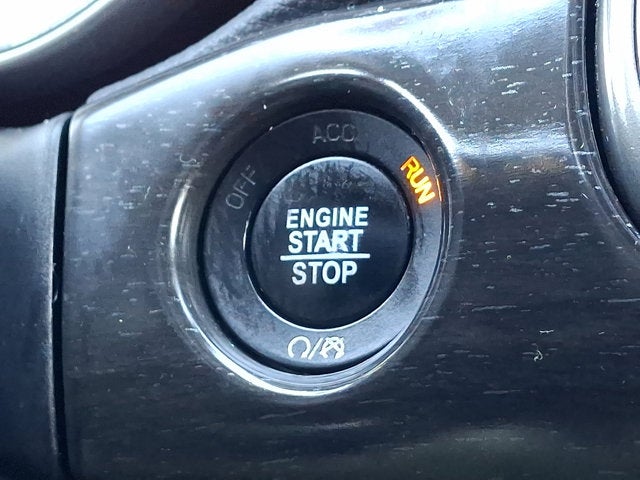 OFF ACC RUN
ENGINE
START
STOP